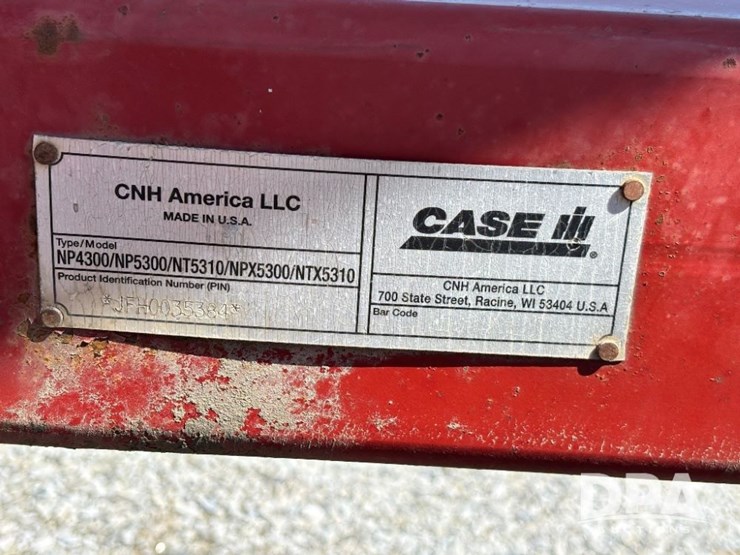 CNH America LLC
MADE IN U.S.A.
Type/Model
NP4300/NP5300/NT5310/NPX5300/NTX5310
Product Identification Number (PIN)
*JFH0035384*
CASE IH
CNH America LLC
700 State Street, Racine, WI 53404 U.S.A
Bar Code